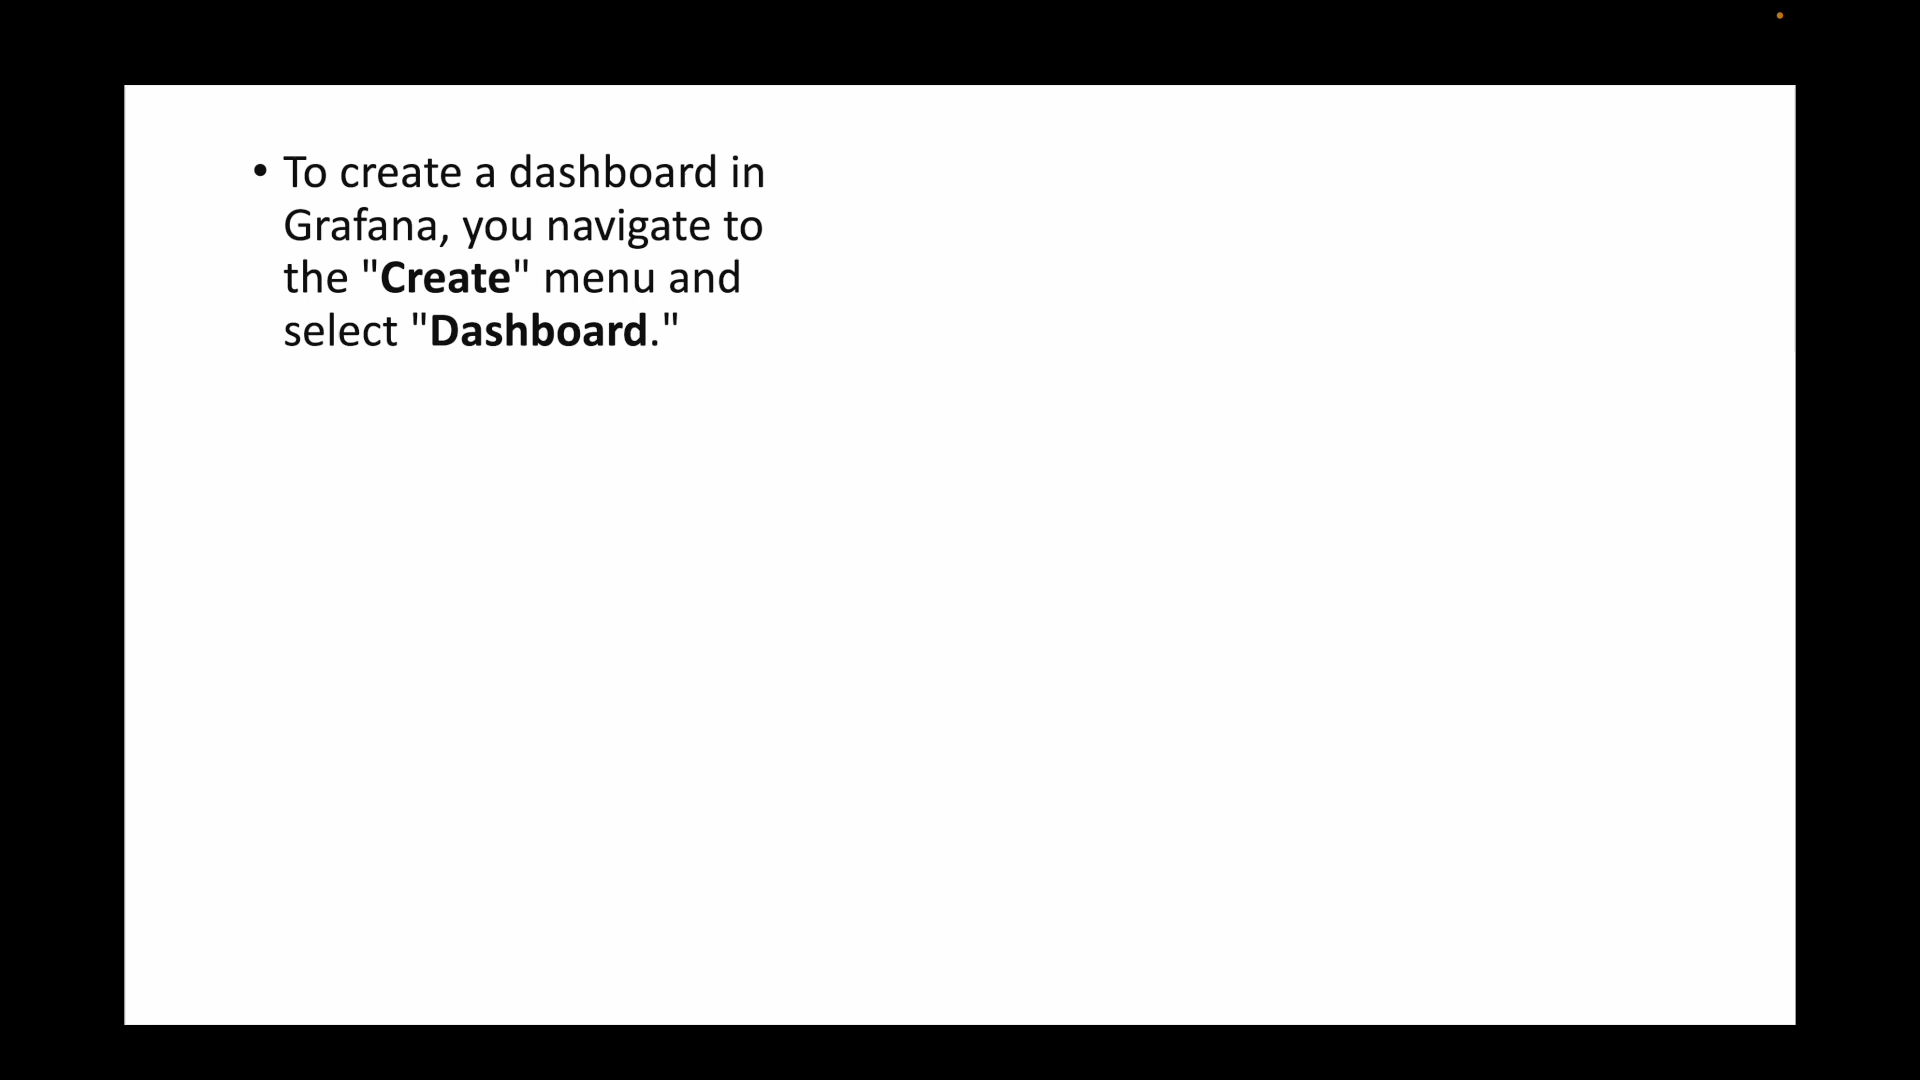 • To create a dashboard in
Grafana, you navigate to
the "Create" menu and
select "Dashboard."